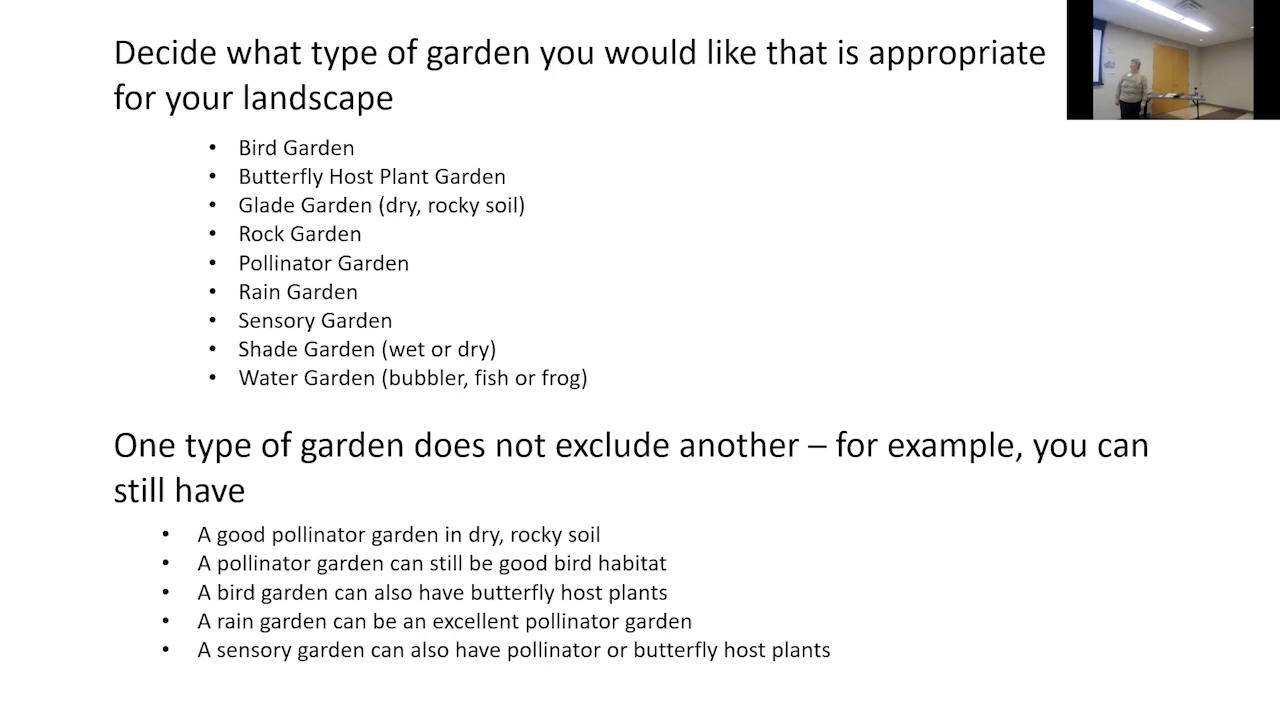 Decide what type of garden you would like that is appropriate
for your landscape
• Bird Garden
• Butterfly Host Plant Garden
• Glade Garden (dry, rocky soil)
• Rock Garden
• Pollinator Garden
• Rain Garden
• Sensory Garden
• Shade Garden (wet or dry)
• Water Garden (bubbler, fish or frog)
One type of garden does not exclude another – for example, you can
still have
• A good pollinator garden in dry, rocky soil
• A pollinator garden can still be good bird habitat
• A bird garden can also have butterfly host plants
• A rain garden can be an excellent pollinator garden
• A sensory garden can also have pollinator or butterfly host plants